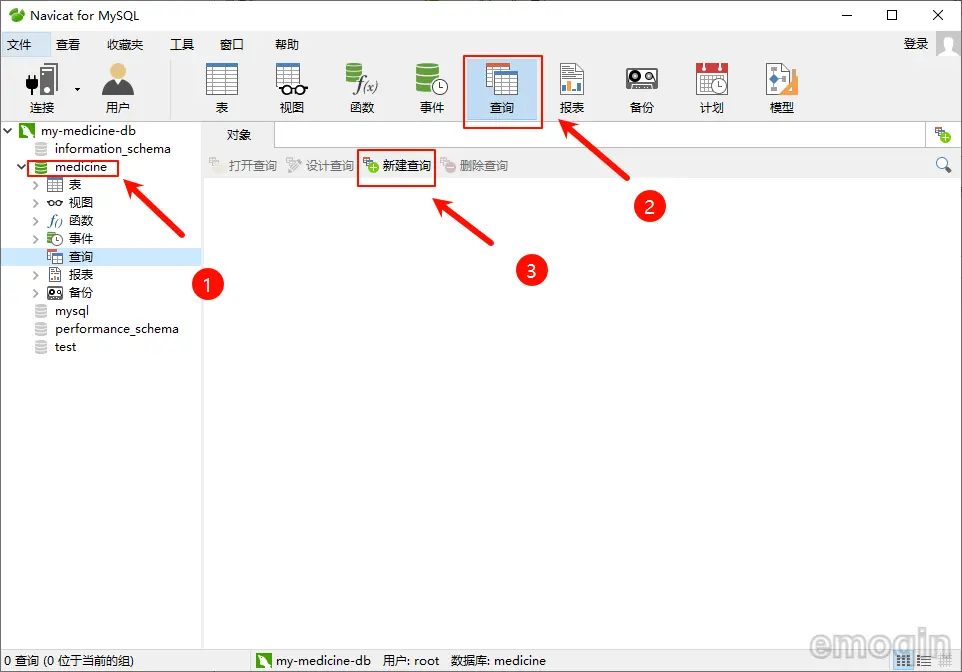 Navicat for MySQL
文件 查看 收藏夹 工具 窗口 帮助 登录
连接 用户 表 视图 函数 事件 查询 报表 备份 计划 模型
my-medicine-db
information_schema
medicine
表
视图
函数
事件
查询
报表
备份
mysql
performance_schema
test
对象
打开查询 设计查询 新建查询 删除查询
1
2
3
0 查询 (0 位于当前的组) my-medicine-db 用户: root 数据库: medicine
emogin